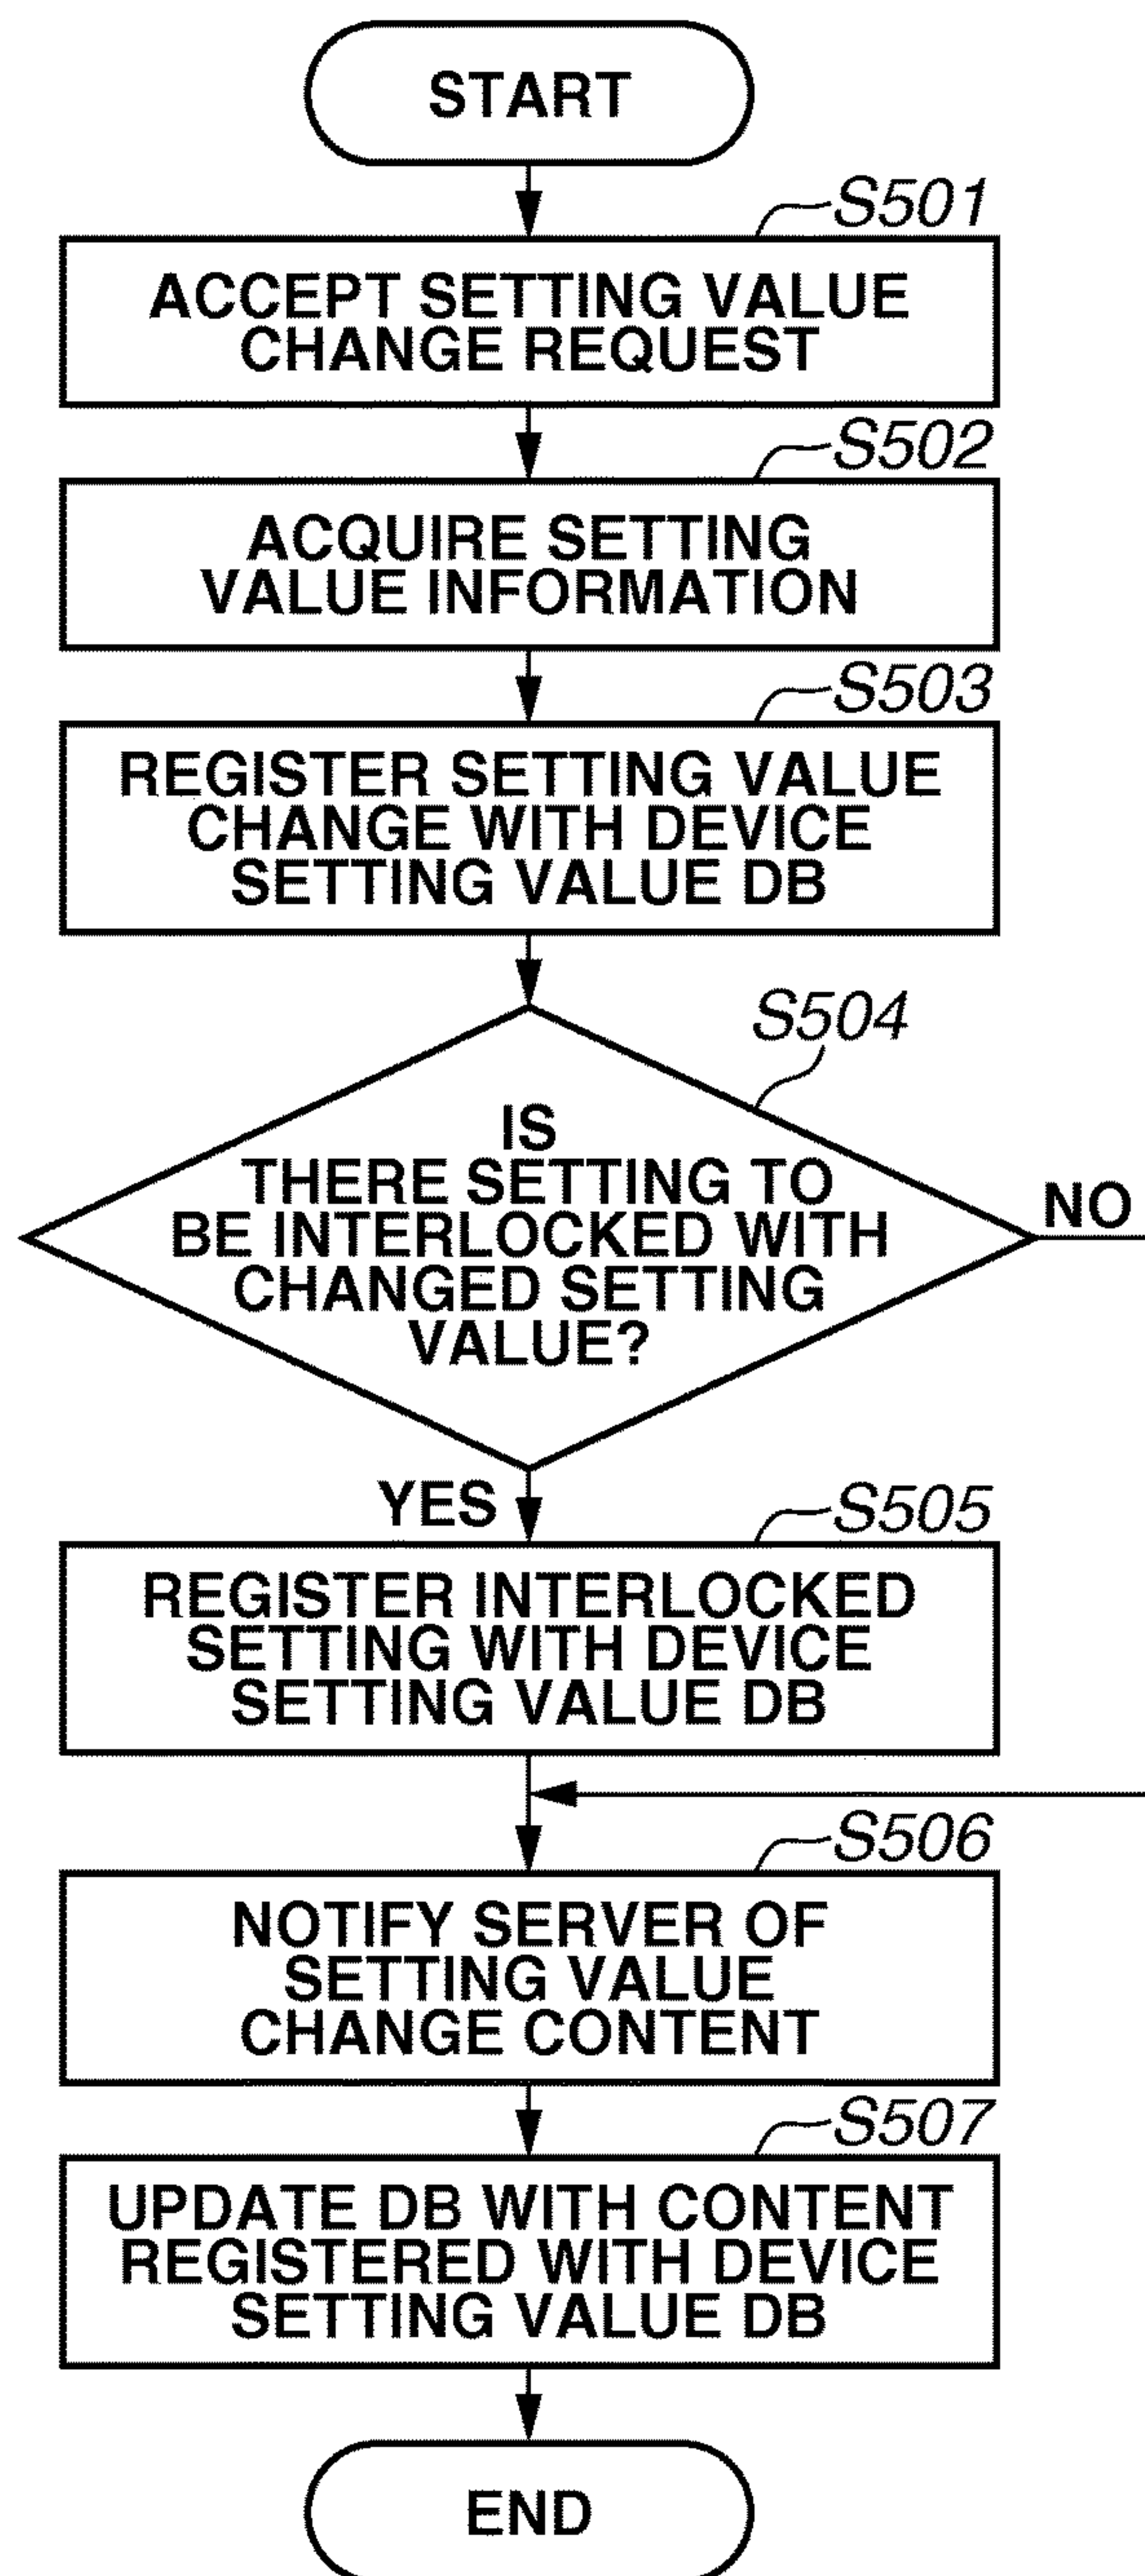 START
S501
ACCEPT SETTING VALUE
CHANGE REQUEST
S502
ACQUIRE SETTING
VALUE INFORMATION
S503
REGISTER SETTING VALUE
CHANGE WITH DEVICE
SETTING VALUE DB
S504
IS
THERE SETTING TO
BE INTERLOCKED WITH
CHANGED SETTING
VALUE?
NO
YES
S505
REGISTER INTERLOCKED
SETTING WITH DEVICE
SETTING VALUE DB
S506
NOTIFY SERVER OF
SETTING VALUE
CHANGE CONTENT
S507
UPDATE DB WITH CONTENT
REGISTERED WITH DEVICE
SETTING VALUE DB
END